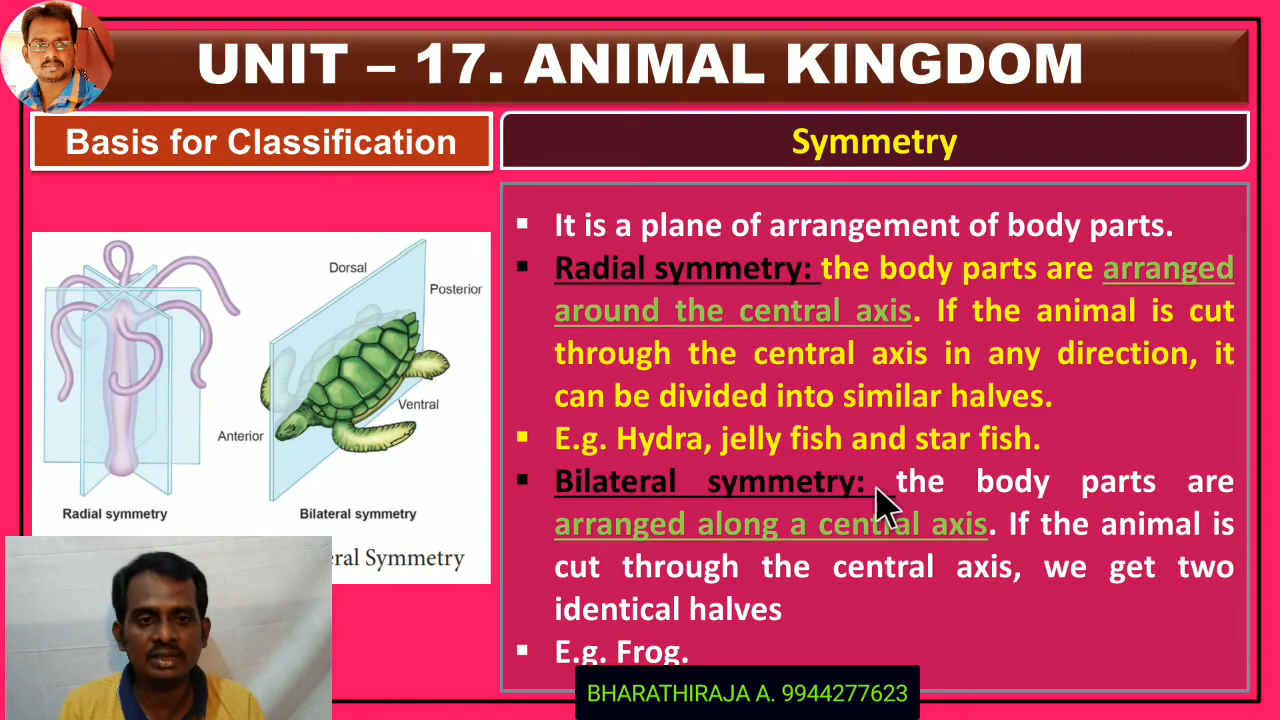 UNIT – 17. ANIMAL KINGDOM
Basis for Classification
Symmetry
Dorsal
Posterior
Ventral
Anterior
Radial symmetry
Bilateral symmetry
eral Symmetry
▪ It is a plane of arrangement of body parts.
▪ Radial symmetry: the body parts are arranged
around the central axis. If the animal is cut
through the central axis in any direction, it
can be divided into similar halves.
▪ E.g. Hydra, jelly fish and star fish.
▪ Bilateral symmetry: the body parts are
arranged along a central axis. If the animal is
cut through the central axis, we get two
identical halves
▪ E.g. Frog.
BHARATHIRAJA A. 9944277623